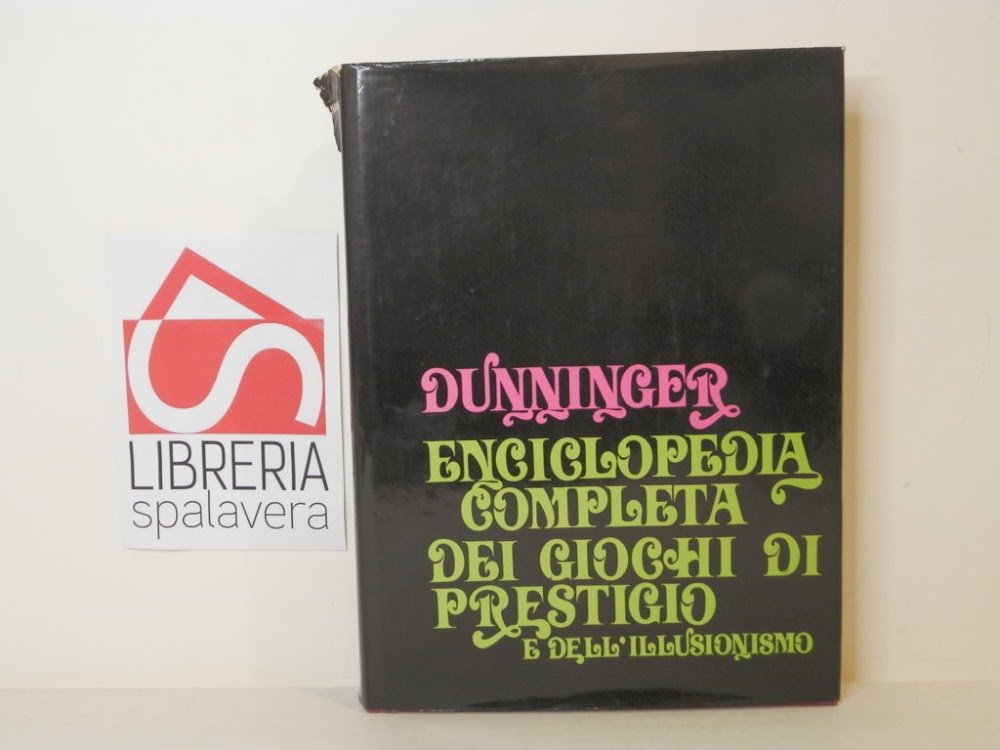 LIBRERIA
spalavera
DUNNINGER
ENCICLOPEDIA
COMPLETA
DEI GIOCHI DI
PRESTIGIO
E DELL'ILLUSIONISMO